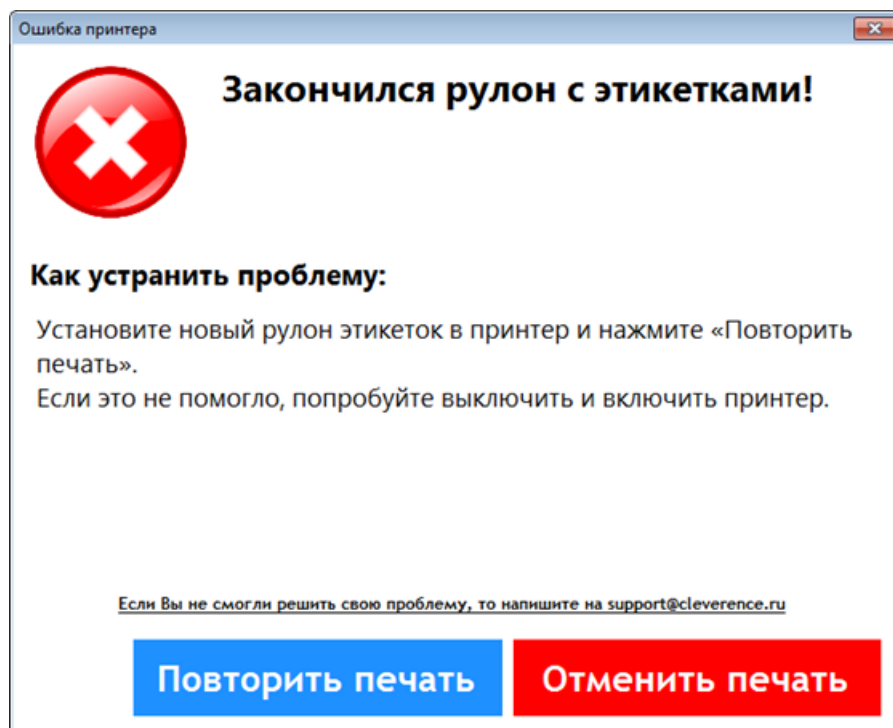 Ошибка принтера
Закончился рулон с этикетками!
Как устранить проблему:
Установите новый рулон этикеток в принтер и нажмите «Повторить
печать».
Если это не помогло, попробуйте выключить и включить принтер.
Если Вы не смогли решить свою проблему, то напишите на support@cleverence.ru
Повторить печать
Отменить печать